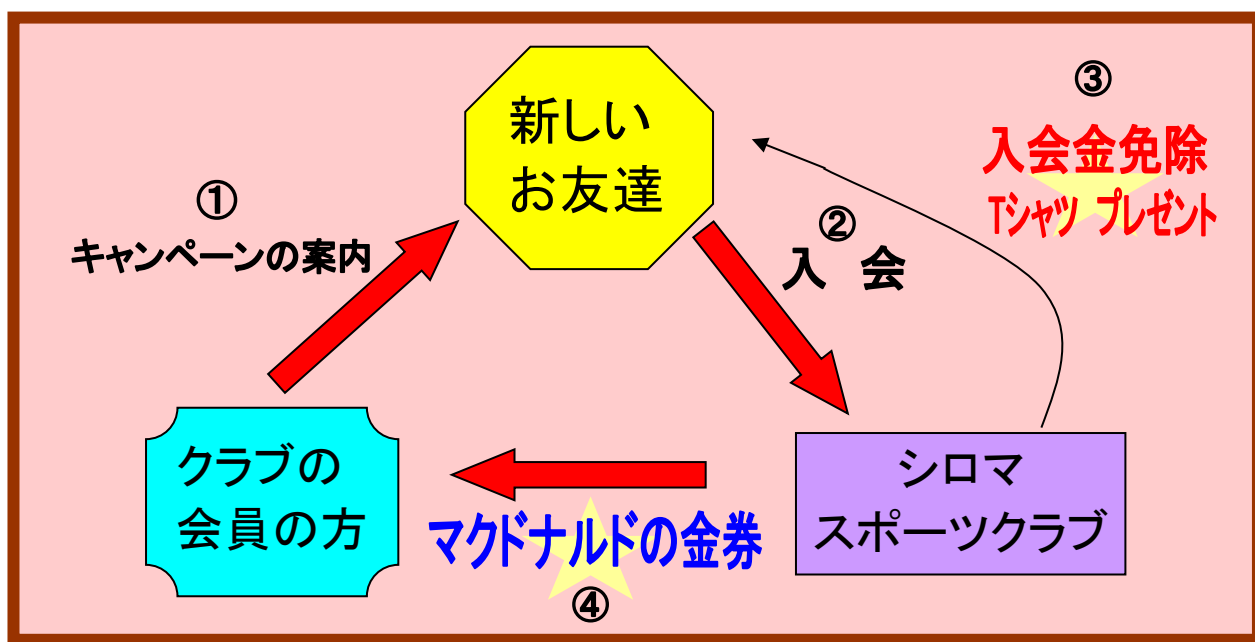 ①
キャンペーンの案内
新しい
お友達
②
入 会
③
入会金免除
Tシャツ プレゼント
クラブの
会員の方
シロマ
スポーツクラブ
マクドナルドの金券
④